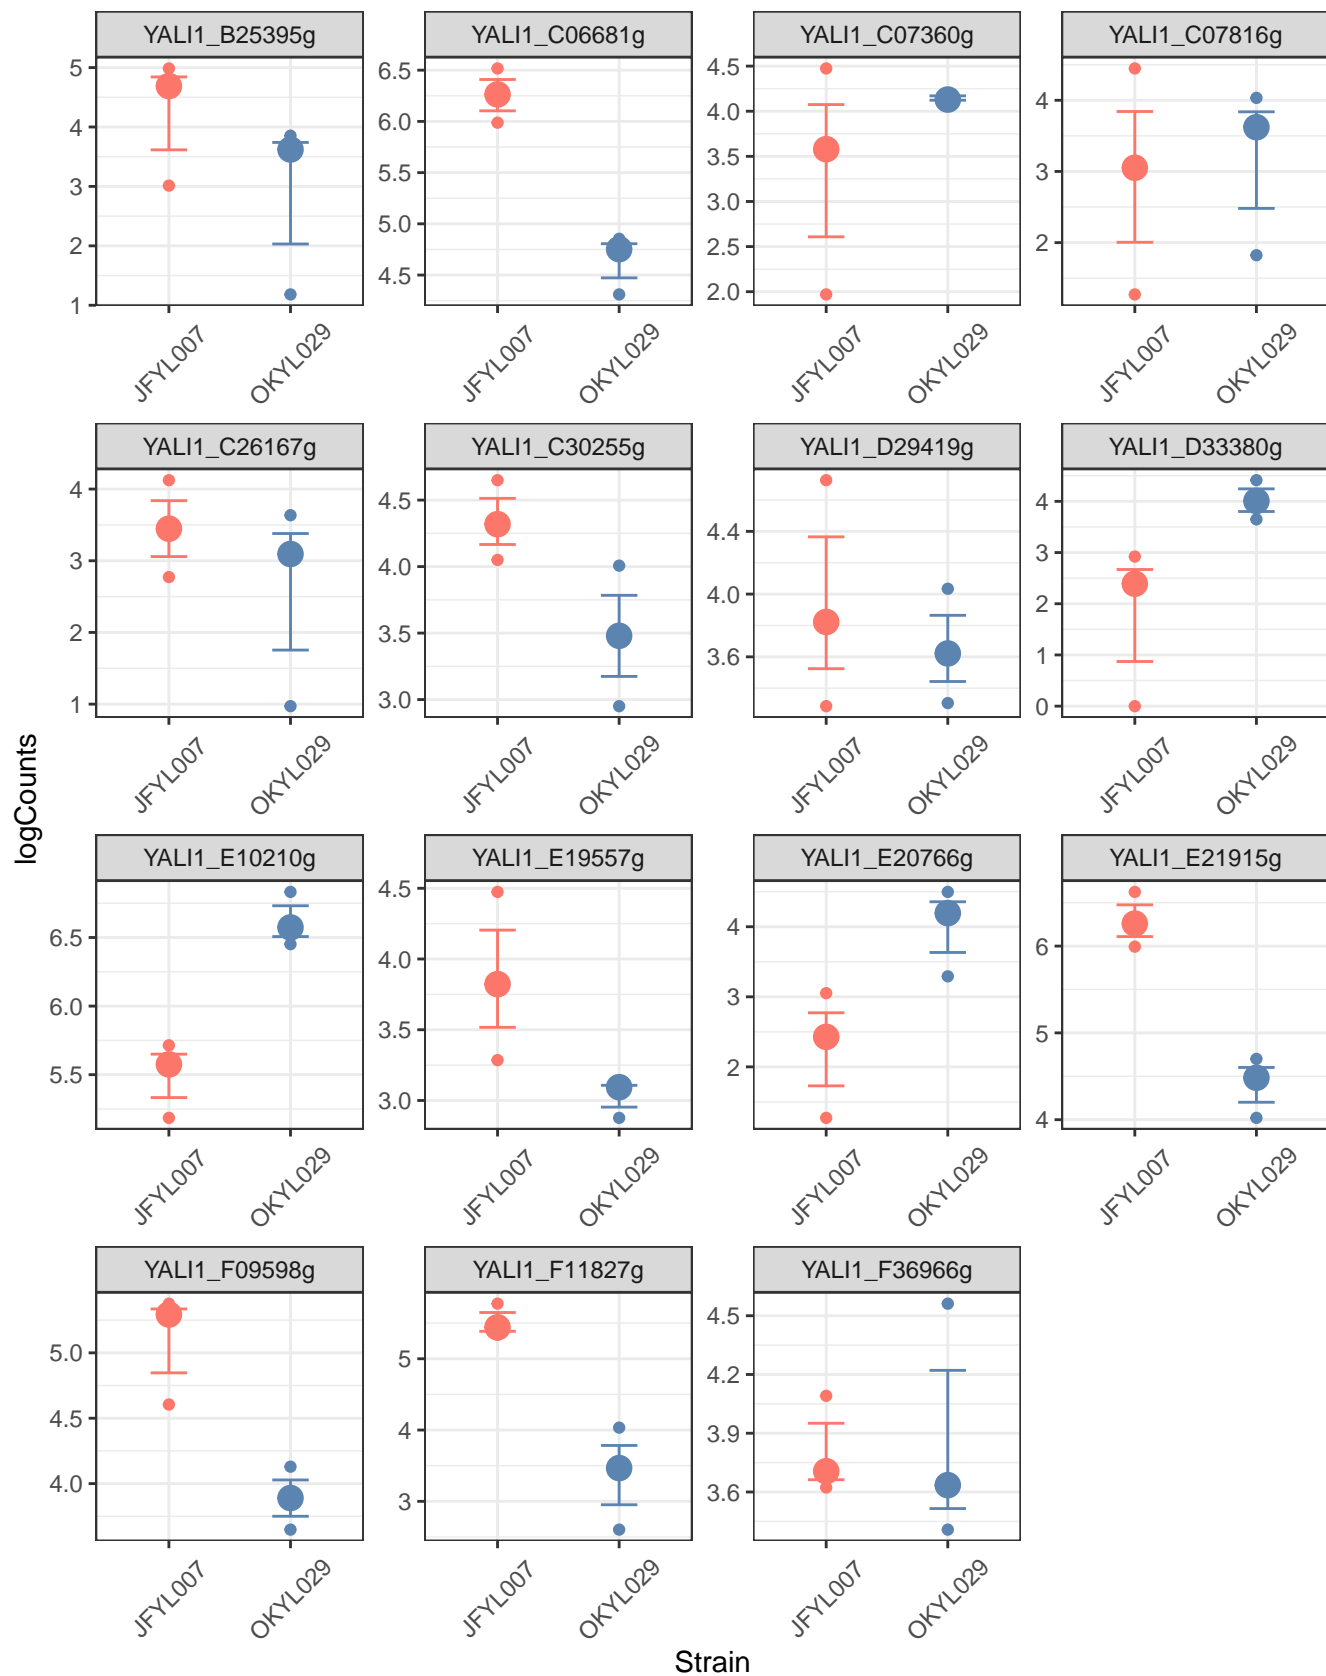 YALI1_B25395g
YALI1_C06681g
YALI1_C07360g
YALI1_C07816g
5
4
3
2
1
6.5
6.0
5.5
5.0
4.5
4.5
4.0
3.5
3.0
2.5
2.0
4
3
2
JFYL007
OKYL029
JFYL007
OKYL029
JFYL007
OKYL029
JFYL007
OKYL029
YALI1_C26167g
YALI1_C30255g
YALI1_D29419g
YALI1_D33380g
4
3
2
1
4.5
4.0
3.5
3.0
4.4
4.0
3.6
4
3
2
1
0
JFYL007
OKYL029
JFYL007
OKYL029
JFYL007
OKYL029
JFYL007
OKYL029
logCounts
YALI1_E10210g
YALI1_E19557g
YALI1_E20766g
YALI1_E21915g
6.5
6.0
5.5
4.5
4.0
3.5
3.0
4
3
2
6
5
4
JFYL007
OKYL029
JFYL007
OKYL029
JFYL007
OKYL029
JFYL007
OKYL029
YALI1_F09598g
YALI1_F11827g
YALI1_F36966g
5.0
4.5
4.0
5
4
3
4.5
4.2
3.9
3.6
JFYL007
OKYL029
JFYL007
OKYL029
JFYL007
OKYL029
Strain